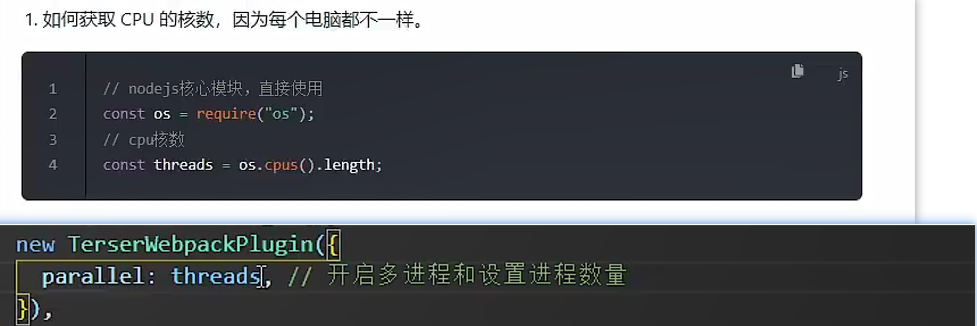 1. 如何获取 CPU 的核数，因为每个电脑都不一样。
js
1 // nodejs核心模块，直接使用
2 const os = require("os");
3 // cpu核数
4 const threads = os.cpus().length;
new TerserWebpackPlugin({
parallel: threads, // 开启多进程和设置进程数量
}),